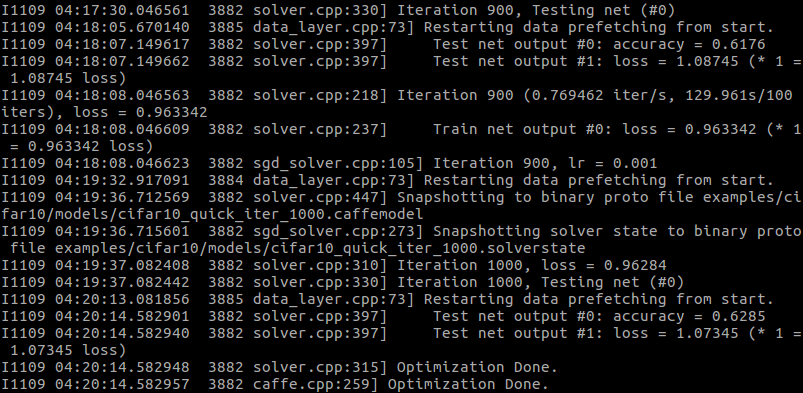 I1109 04:17:30.046561  3882 solver.cpp:330] Iteration 900, Testing net (#0)
I1109 04:18:05.670140  3885 data_layer.cpp:73] Restarting data prefetching from start.
I1109 04:18:07.149617  3882 solver.cpp:397]     Test net output #0: accuracy = 0.6176
I1109 04:18:07.149662  3882 solver.cpp:397]     Test net output #1: loss = 1.08745 (* 1 =
 1.08745 loss)
I1109 04:18:08.046563  3882 solver.cpp:218] Iteration 900 (0.769462 iter/s, 129.961s/100
iters), loss = 0.963342
I1109 04:18:08.046609  3882 solver.cpp:237]     Train net output #0: loss = 0.963342 (* 1
 = 0.963342 loss)
I1109 04:18:08.046623  3882 sgd_solver.cpp:105] Iteration 900, lr = 0.001
I1109 04:19:32.917091  3884 data_layer.cpp:73] Restarting data prefetching from start.
I1109 04:19:36.712569  3882 solver.cpp:447] Snapshotting to binary proto file examples/ci
far10/models/cifar10_quick_iter_1000.caffemodel
I1109 04:19:36.715601  3882 sgd_solver.cpp:273] Snapshotting solver state to binary proto
 file examples/cifar10/models/cifar10_quick_iter_1000.solverstate
I1109 04:19:37.082408  3882 solver.cpp:310] Iteration 1000, loss = 0.96284
I1109 04:19:37.082442  3882 solver.cpp:330] Iteration 1000, Testing net (#0)
I1109 04:20:13.081856  3885 data_layer.cpp:73] Restarting data prefetching from start.
I1109 04:20:14.582901  3882 solver.cpp:397]     Test net output #0: accuracy = 0.6285
I1109 04:20:14.582940  3882 solver.cpp:397]     Test net output #1: loss = 1.07345 (* 1 =
 1.07345 loss)
I1109 04:20:14.582948  3882 solver.cpp:315] Optimization Done.
I1109 04:20:14.582957  3882 caffe.cpp:259] Optimization Done.